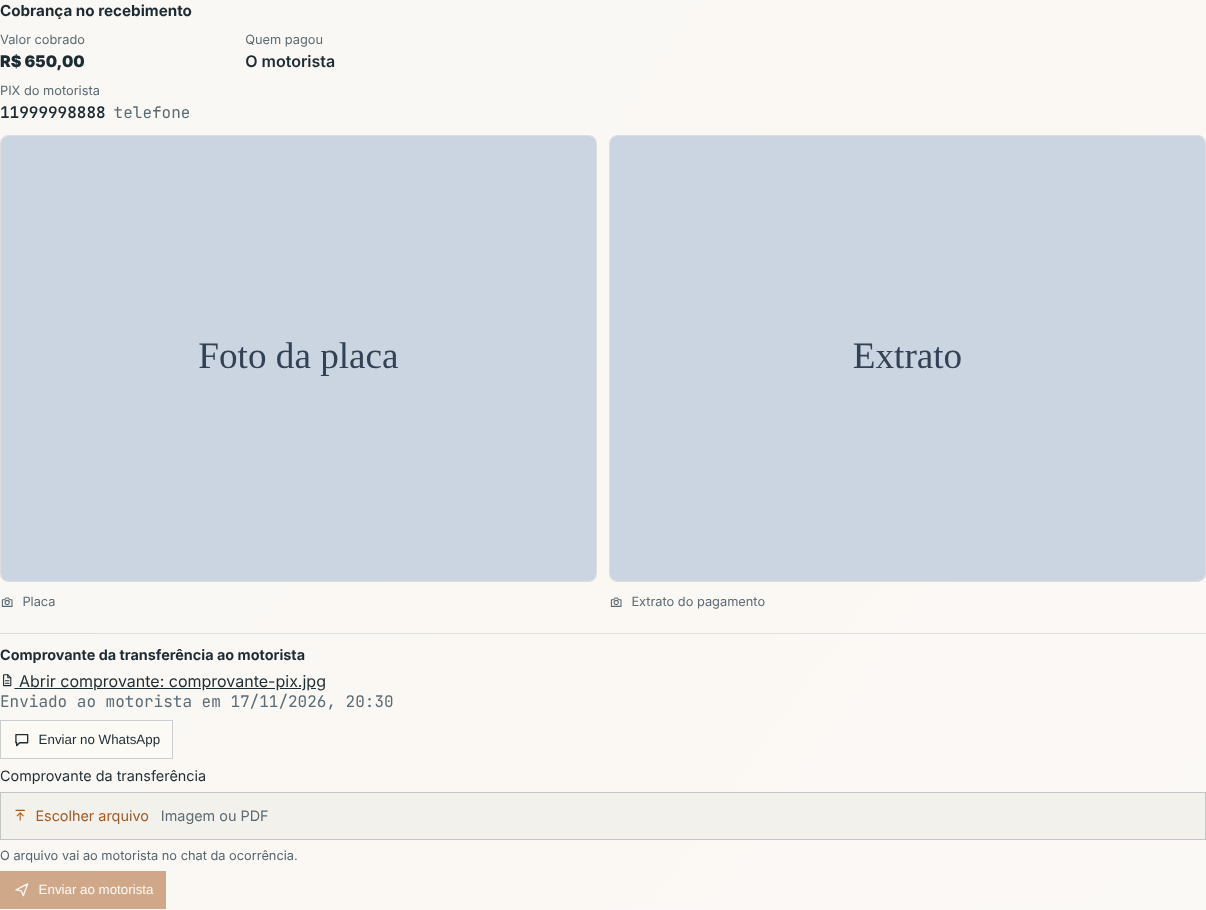 Cobrança no recebimento
Valor cobrado
R$ 650,00
Quem pagou
O motorista
PIX do motorista
11999998888 telefone
Foto da placa
Extrato
Placa
Extrato do pagamento
Comprovante da transferência ao motorista
Abrir comprovante: comprovante-pix.jpg
Enviado ao motorista em 17/11/2026, 20:30
Enviar no WhatsApp
Comprovante da transferência
Escolher arquivo Imagem ou PDF
O arquivo vai ao motorista no chat da ocorrência.
Enviar ao motorista